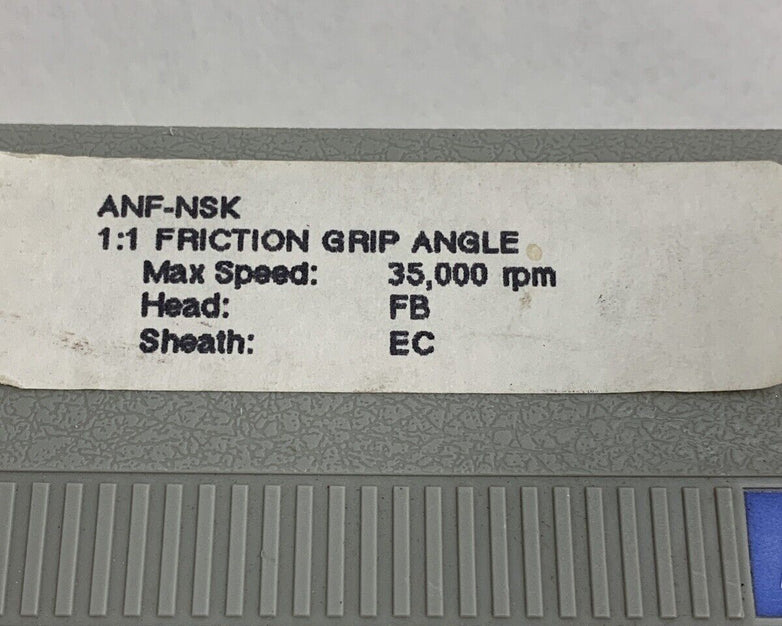 ANF-NSK
1:1 FRICTION GRIP ANGLE
Max Speed: 35,000 rpm
Head: FB
Sheath: EC